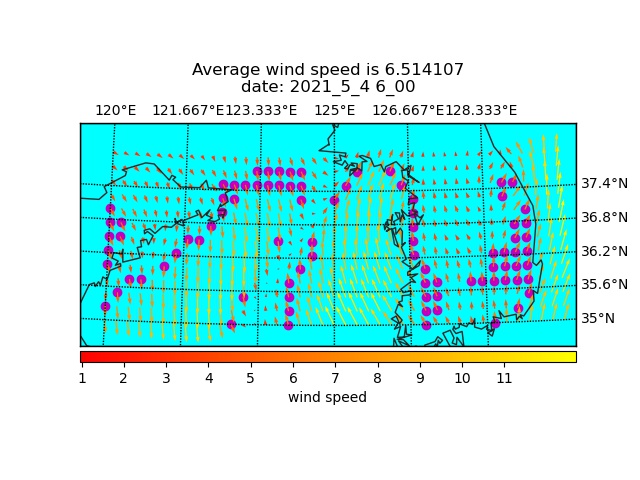 Average wind speed is 6.514107
date: 2021_5_4 6_00
120°E 121.667°E 123.333°E 125°E 126.667°E 128.333°E
37.4°N
36.8°N
36.2°N
35.6°N
35°N
1 2 3 4 5 6 7 8 9 10 11
wind speed